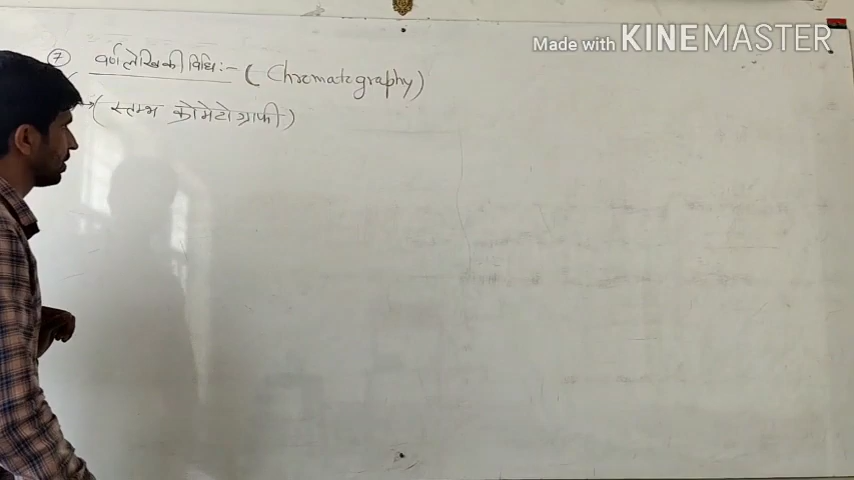 Made with KINEMASTER
⑦ वर्णलेखिकी विधि:- (Chromatography)
→ (स्तम्भ क्रोमेटोग्राफी)